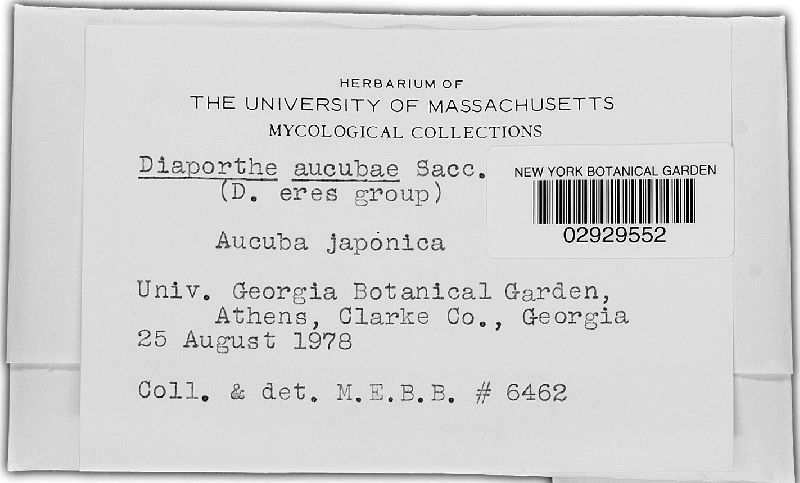 HERBARIUM OF
THE UNIVERSITY OF MASSACHUSETTS
MYCOLOGICAL COLLECTIONS
Diaporthe aucubae Sacc.
(D. eres group)
NEW YORK BOTANICAL GARDEN
02929552
Aucuba japonica
Univ. Georgia Botanical Garden,
Athens, Clarke Co., Georgia
25 August 1978
Coll. & det. M.E.B.B. # 6462